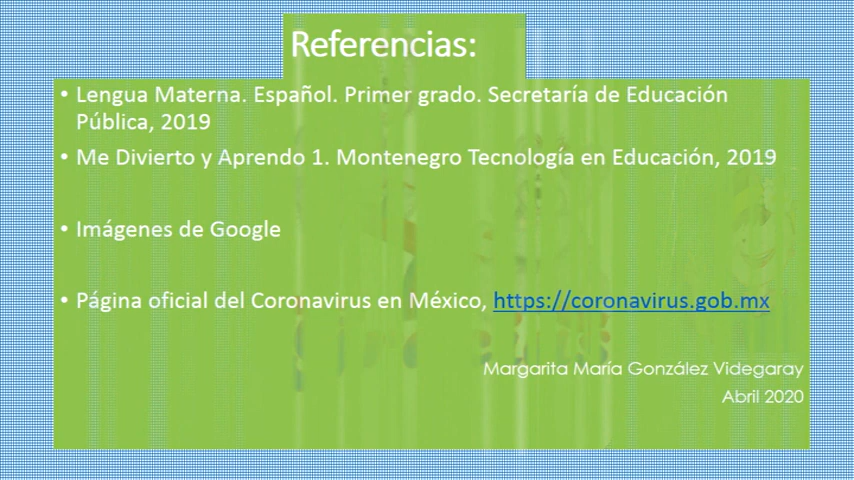 Referencias:
• Lengua Materna. Español. Primer grado. Secretaría de Educación
Pública, 2019
• Me Divierto y Aprendo 1. Montenegro Tecnología en Educación, 2019
• Imágenes de Google
• Página oficial del Coronavirus en México, https://coronavirus.gob.mx
Margarita María González Videgaray
Abril 2020